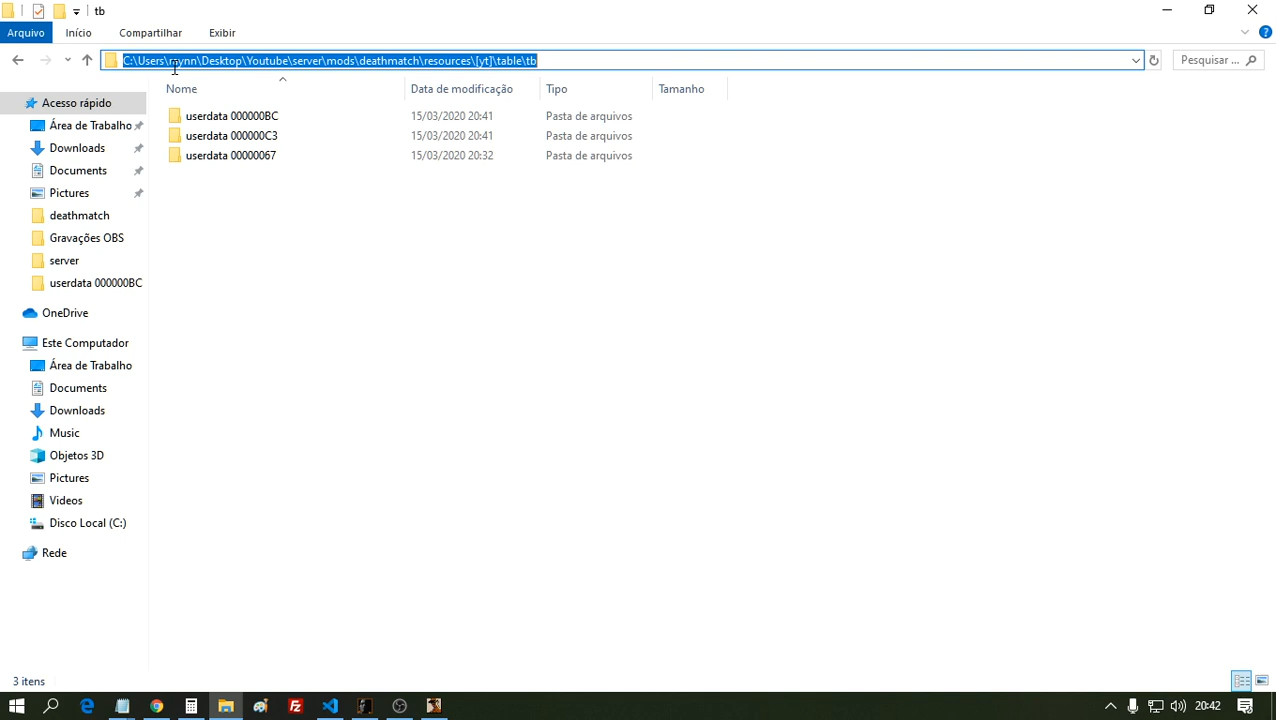 tb
Arquivo Início Compartilhar Exibir
C:\Users\mynn\Desktop\Youtube\server\mods\deathmatch\resources\[yt]\table\tb
Pesquisar ...
Nome Data de modificação Tipo Tamanho
userdata 000000BC 15/03/2020 20:41 Pasta de arquivos
userdata 000000C3 15/03/2020 20:41 Pasta de arquivos
userdata 00000067 15/03/2020 20:32 Pasta de arquivos
Acesso rápido
Área de Trabalho
Downloads
Documents
Pictures
deathmatch
Gravações OBS
server
userdata 000000BC
OneDrive
Este Computador
Área de Trabalho
Documents
Downloads
Music
Objetos 3D
Pictures
Videos
Disco Local (C:)
Rede
3 itens
20:42